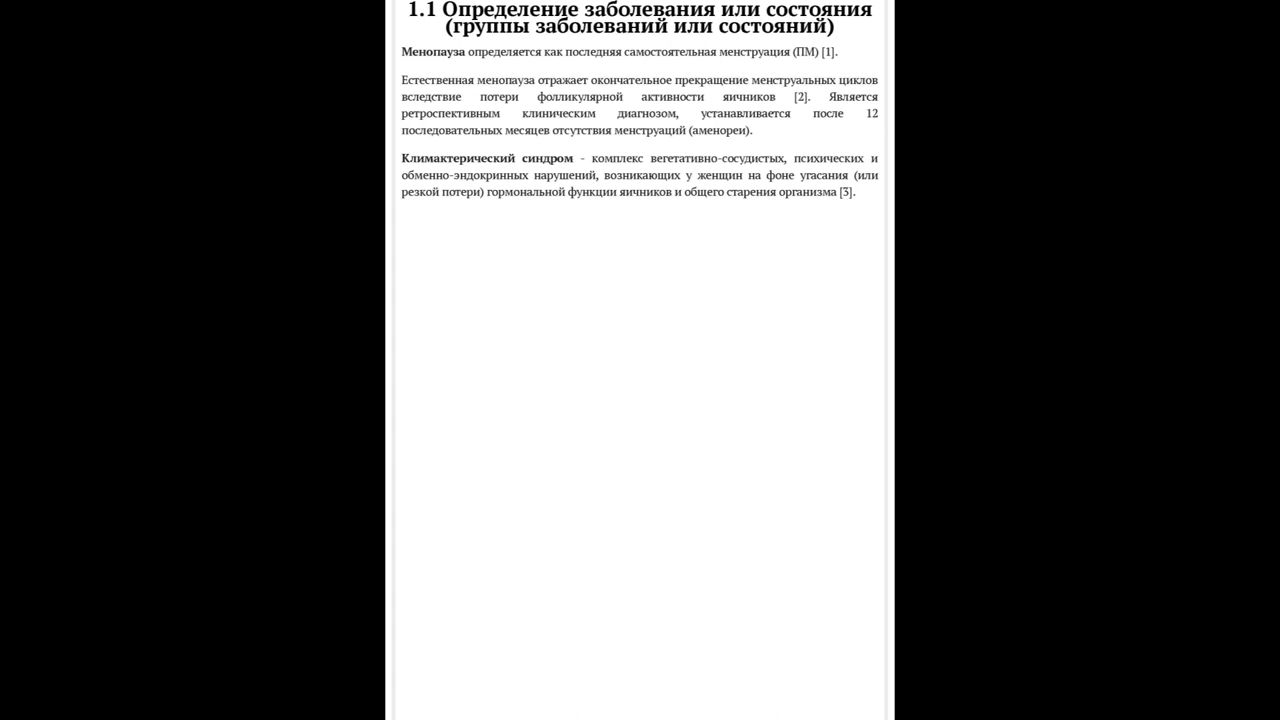 1.1 Определение заболевания или состояния
(группы заболеваний или состояний)
Менопауза определяется как последняя самостоятельная менструация (ПМ) [1].
Естественная менопауза отражает окончательное прекращение менструальных циклов
вследствие потери фолликулярной активности яичников [2]. Является
ретроспективным клиническим диагнозом, устанавливается после 12
последовательных месяцев отсутствия менструаций (аменореи).
Климактерический синдром - комплекс вегетативно-сосудистых, психических и
обменно-эндокринных нарушений, возникающих у женщин на фоне угасания (или
резкой потери) гормональной функции яичников и общего старения организма [3].